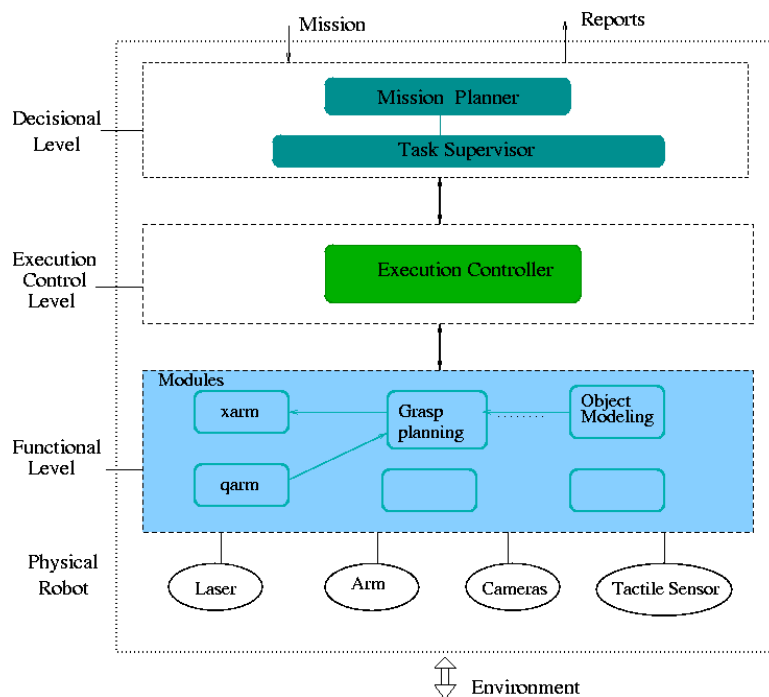 Mission
Reports
Mission Planner
Decisional
Level
Task Supervisor
Execution
Control
Level
Execution Controller
Modules
xarm
Grasp
planning
........
Object
Modeling
Functional
Level
qarm
Physical
Robot
Laser
Arm
Cameras
Tactile Sensor
Environment